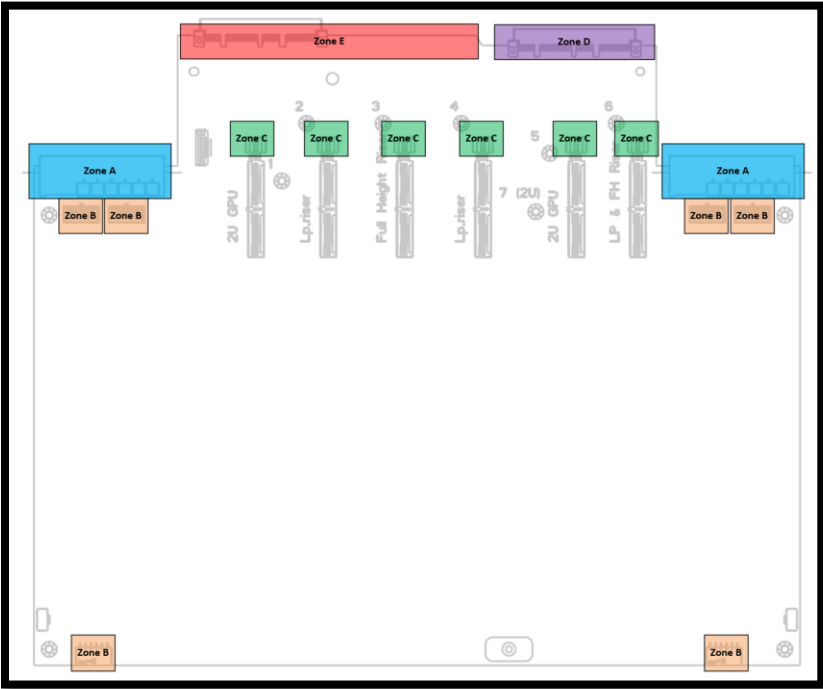 Zone E
Zone D
2
3
4
6
Zone C
Zone C
Zone C
Zone C
Zone C
Zone C
5
1
Zone A
Zone A
7 (2U)
2U GPU
Lp.riser
Full Height
Lp.riser
2U GPU
LP & FH
Zone B
Zone B
Zone B
Zone B
Zone B
Zone B